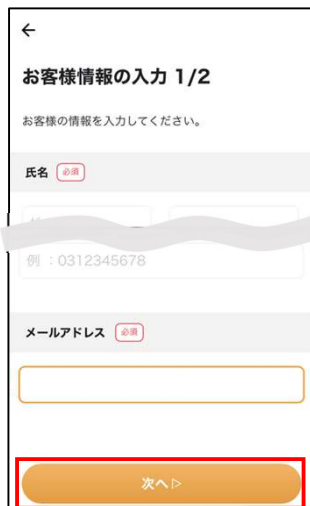 ←
お客様情報の入力 1/2
お客様の情報を入力してください。
氏名 必須
例 :0312345678
メールアドレス 必須
次へ▷